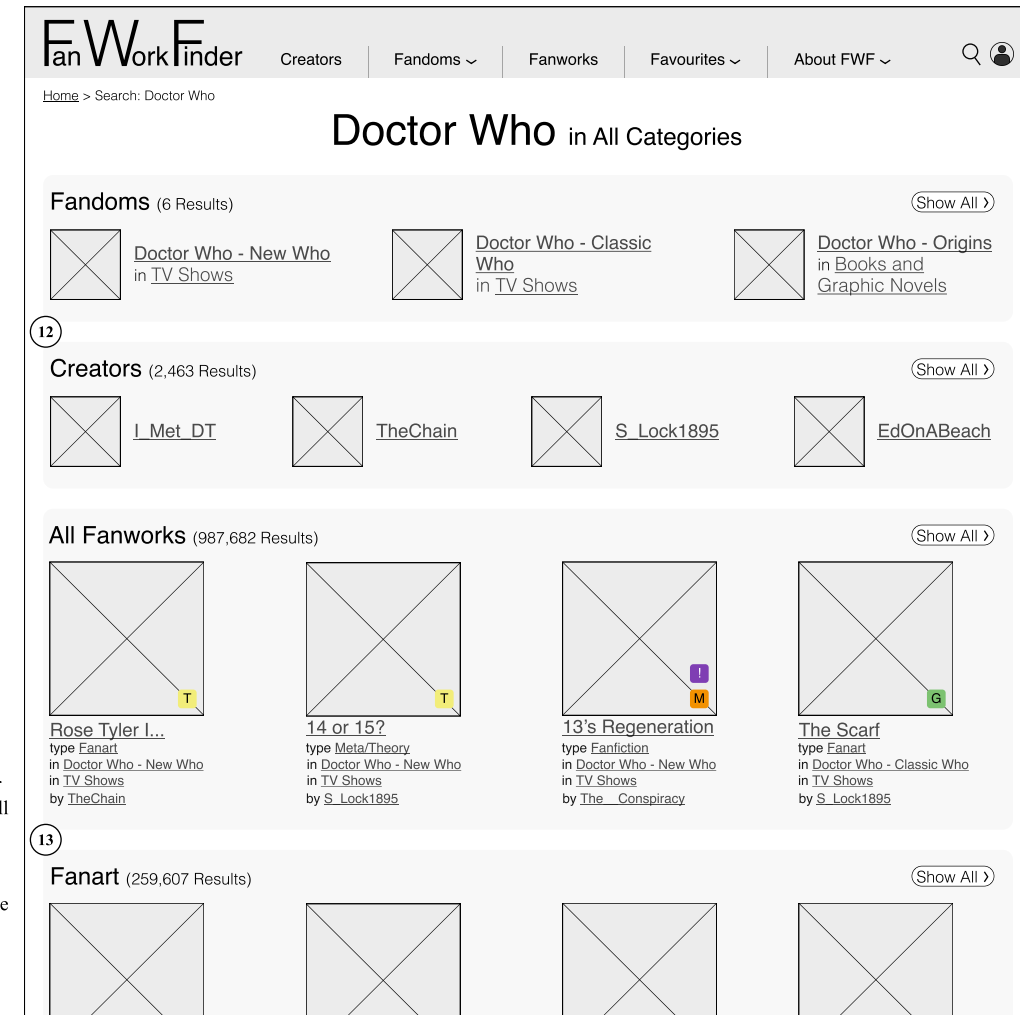 Fan Work Finder
Creators
Fandoms
Fanworks
Favourites
About FWF
Home > Search: Doctor Who
Doctor Who in All Categories
Fandoms (6 Results)
Show All
Doctor Who - New Who
in TV Shows
Doctor Who - Classic
Who
in TV Shows
Doctor Who - Origins
in Books and
Graphic Novels
12
Creators (2,463 Results)
Show All
I_Met_DT
TheChain
S_Lock1895
EdOnABeach
All Fanworks (987,682 Results)
Show All
T
Rose Tyler I...
type Fanart
in Doctor Who - New Who
in TV Shows
by TheChain
T
14 or 15?
type Meta/Theory
in Doctor Who - New Who
in TV Shows
by S_Lock1895
!
M
13’s Regeneration
type Fanfiction
in Doctor Who - New Who
in TV Shows
by The__Conspiracy
G
The Scarf
type Fanart
in Doctor Who - Classic Who
in TV Shows
by S_Lock1895
13
Fanart (259,607 Results)
Show All